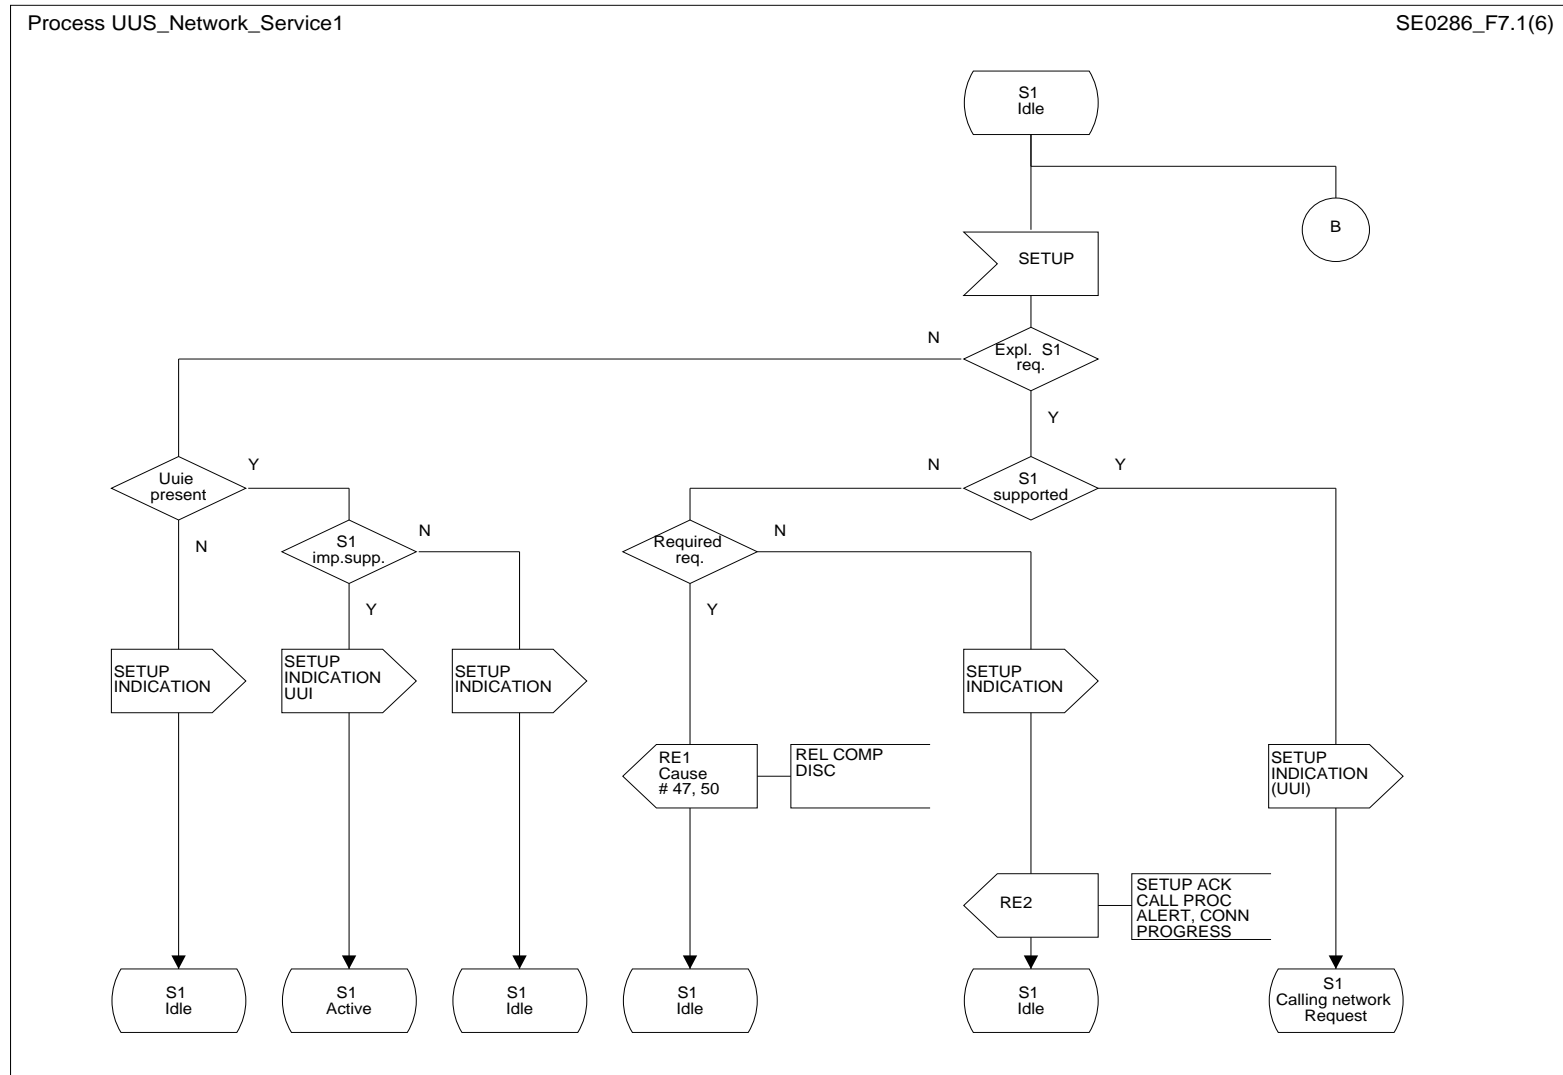 Process UUS_Network_Service1
SE0286_F7.1(6)
S1
Idle
B
SETUP
N
Expl. S1
req.
Y
Uuie
present
Y
N
S1
supported
Y
N
S1
imp.supp.
N
Required
req.
N
Y
Y
SETUP
INDICATION
SETUP
INDICATION
UUI
SETUP
INDICATION
SETUP
INDICATION
RE1
Cause
# 47, 50
REL COMP
DISC
SETUP
INDICATION
(UUI)
RE2
SETUP ACK
CALL PROC
ALERT, CONN
PROGRESS
S1
Idle
S1
Active
S1
Idle
S1
Idle
S1
Idle
S1
Calling network
Request